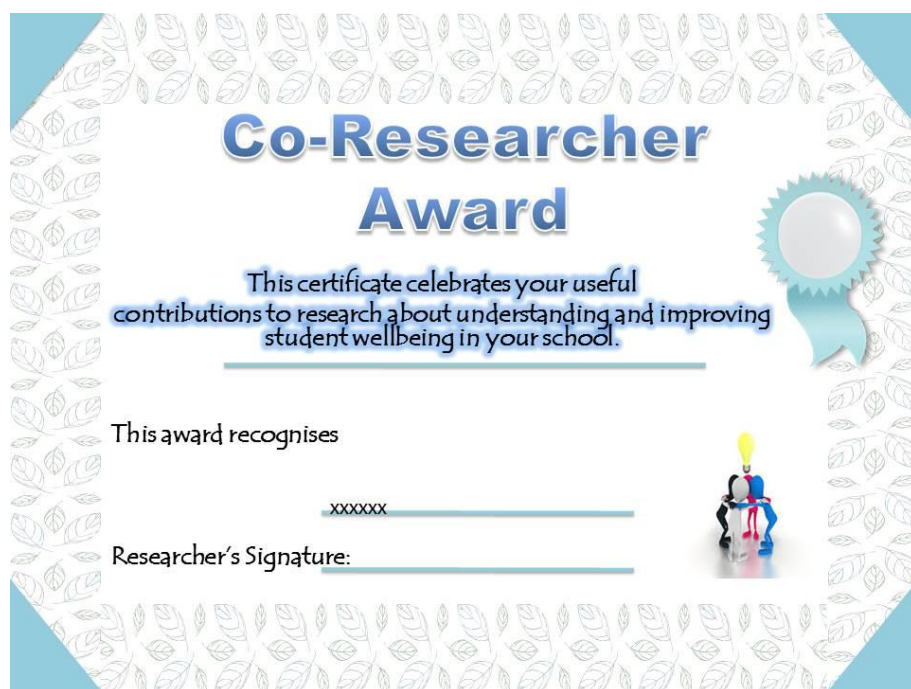 Co-Researcher
Award
This certificate celebrates your useful
contributions to research about understanding and improving
student wellbeing in your school.
This award recognises
xxxxxx
Researcher's Signature: